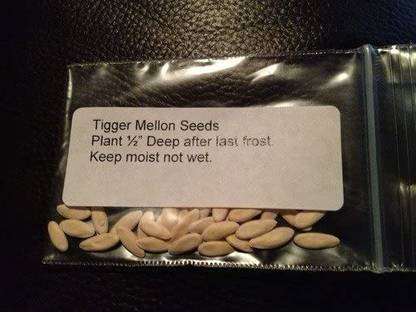 Tigger Mellon Seeds
Plant ½" Deep after last frost.
Keep moist not wet.